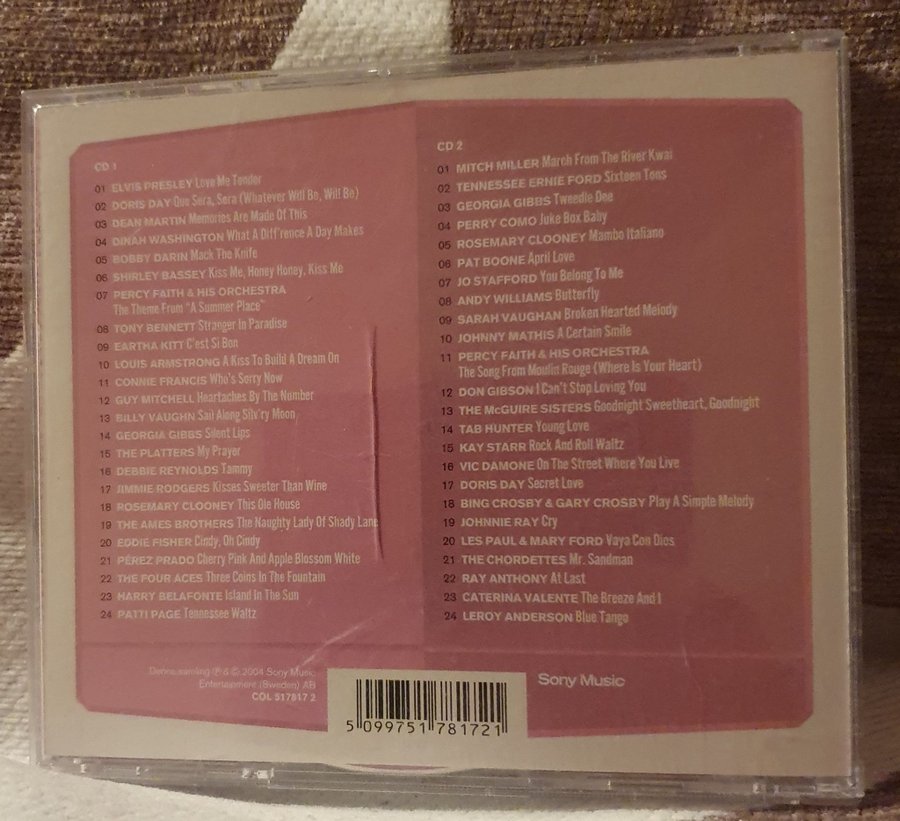 CD 1
01 ELVIS PRESLEY Love Me Tender
02 DORIS DAY Que Sera, Sera (Whatever Will Be, Will Be)
03 DEAN MARTIN Memories Are Made Of This
04 DINAH WASHINGTON What A Diff'rence A Day Makes
05 BOBBY DARIN Mack The Knife
06 SHIRLEY BASSEY Kiss Me, Honey Honey, Kiss Me
07 PERCY FAITH & HIS ORCHESTRA
The Theme From "A Summer Place"
08 TONY BENNETT Stranger In Paradise
09 EARTHA KITT C'est Si Bon
10 LOUIS ARMSTRONG A Kiss To Build A Dream On
11 CONNIE FRANCIS Who's Sorry Now
12 GUY MITCHELL Heartaches By The Number
13 BILLY VAUGHN Sail Along Silv'ry Moon
14 GEORGIA GIBBS Silent Lips
15 THE PLATTERS My Prayer
16 DEBBIE REYNOLDS Tammy
17 JIMMIE RODGERS Kisses Sweeter Than Wine
18 ROSEMARY CLOONEY This Ole House
19 THE AMES BROTHERS The Naughty Lady Of Shady Lane
20 EDDIE FISHER Cindy, Oh Cindy
21 PÉREZ PRADO Cherry Pink And Apple Blossom White
22 THE FOUR ACES Three Coins In The Fountain
23 HARRY BELAFONTE Island In The Sun
24 PATTI PAGE Tennessee Waltz
CD 2
01 MITCH MILLER March From The River Kwai
02 TENNESSEE ERNIE FORD Sixteen Tons
03 GEORGIA GIBBS Tweedle Dee
04 PERRY COMO Juke Box Baby
05 ROSEMARY CLOONEY Mambo Italiano
06 PAT BOONE April Love
07 JO STAFFORD You Belong To Me
08 ANDY WILLIAMS Butterfly
09 SARAH VAUGHAN Broken Hearted Melody
10 JOHNNY MATHIS A Certain Smile
11 PERCY FAITH & HIS ORCHESTRA
The Song From Moulin Rouge (Where Is Your Heart)
12 DON GIBSON I Can't Stop Loving You
13 THE McGUIRE SISTERS Goodnight Sweetheart, Goodnight
14 TAB HUNTER Young Love
15 KAY STARR Rock And Roll Waltz
16 VIC DAMONE On The Street Where You Live
17 DORIS DAY Secret Love
18 BING CROSBY & GARY CROSBY Play A Simple Melody
19 JOHNNIE RAY Cry
20 LES PAUL & MARY FORD Vaya Con Dios
21 THE CHORDETTES Mr. Sandman
22 RAY ANTHONY At Last
23 CATERINA VALENTE The Breeze And I
24 LEROY ANDERSON Blue Tango
Denna samling ℗ & © 2004 Sony Music
Entertainment (Sweden) AB
COL 517817 2
5 099751 781721
Sony Music